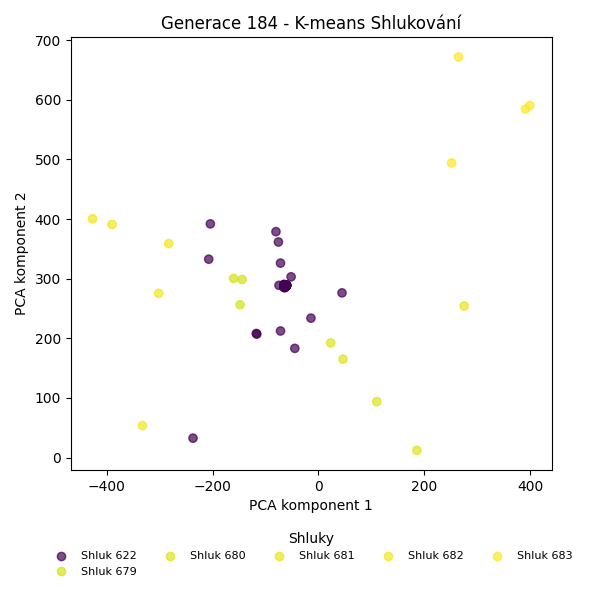 Generace 184 - K-means Shlukování
700
600
500
400
300
200
100
0
PCA komponent 2
−400 −200 0 200 400
PCA komponent 1
Shluky
Shluk 622 Shluk 680 Shluk 681 Shluk 682 Shluk 683
Shluk 679